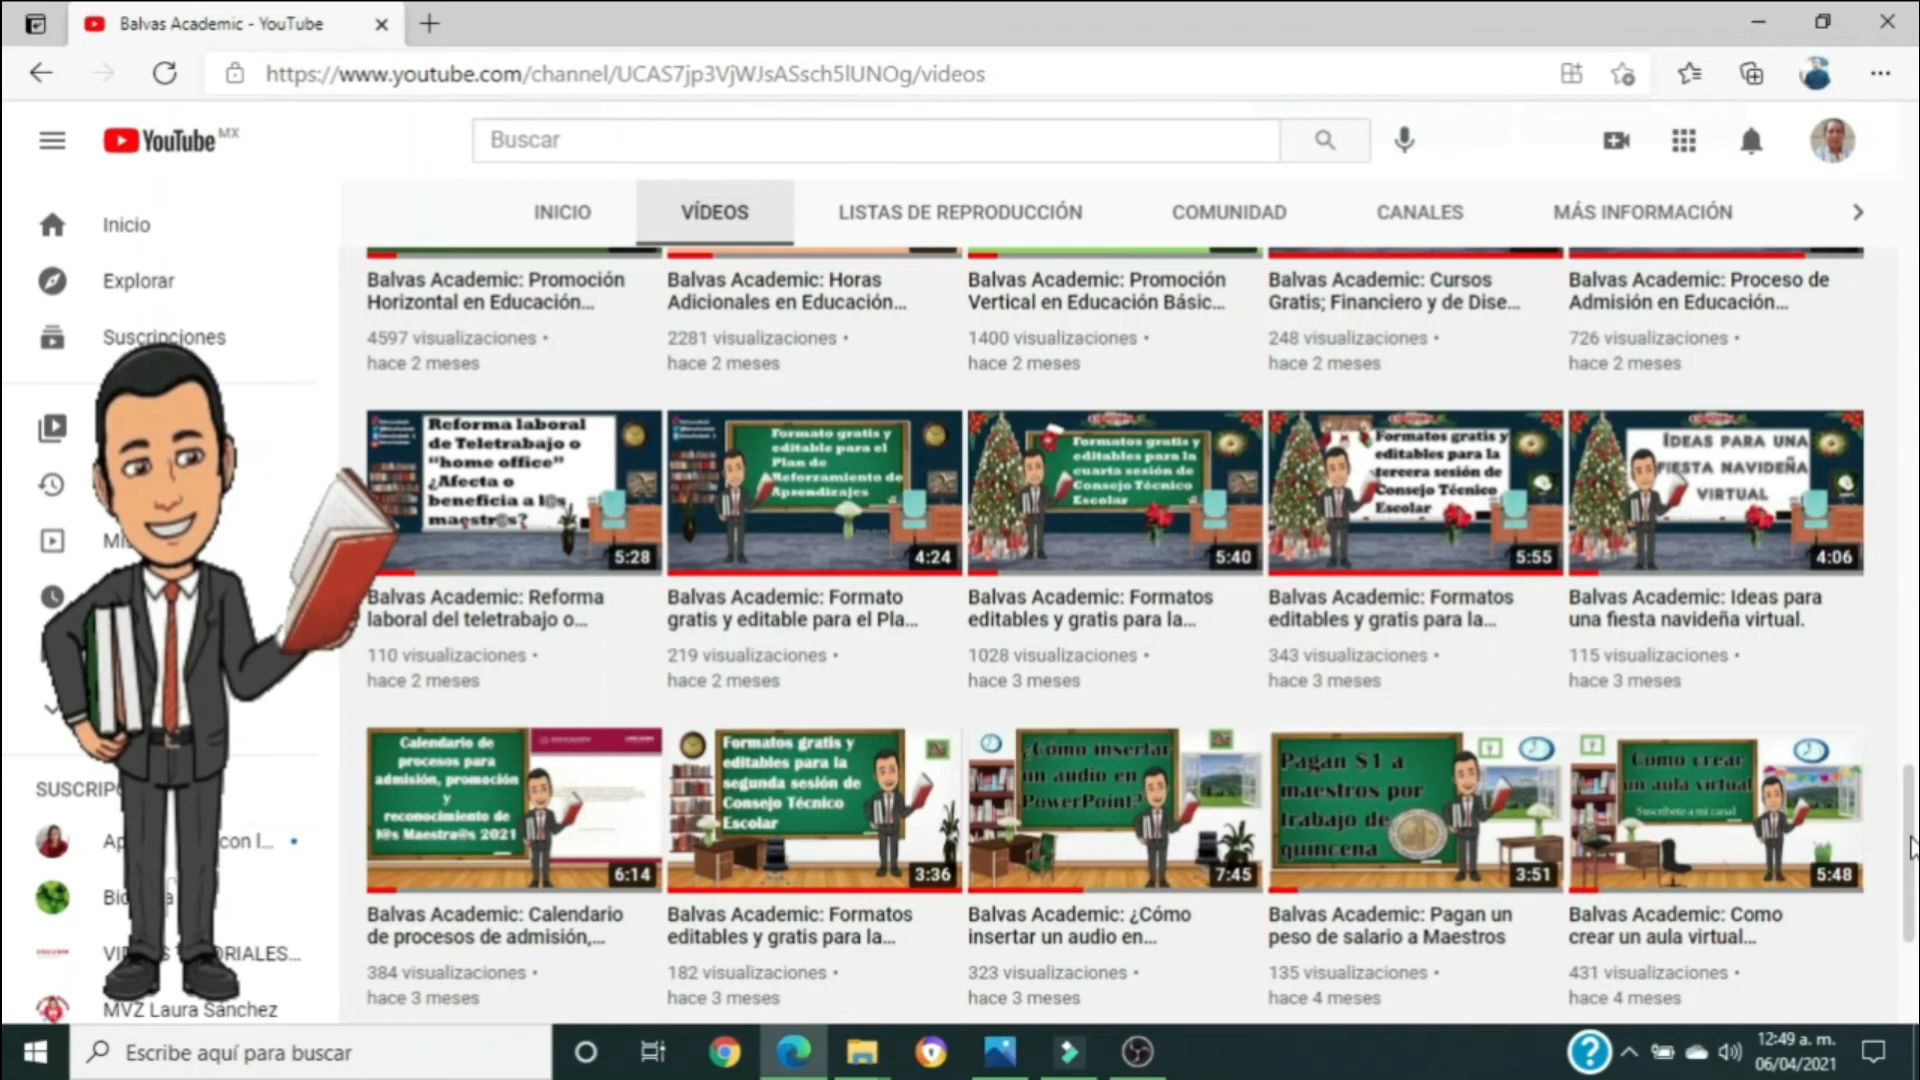 Balvas Academic - YouTube
https://www.youtube.com/channel/UCAS7jp3VjWJsASsch5lUNOg/videos
YouTube MX
Buscar
INICIO
VÍDEOS
LISTAS DE REPRODUCCIÓN
COMUNIDAD
CANALES
MÁS INFORMACIÓN
Inicio
Explorar
Suscripciones
Balvas Academic: Promoción
Horizontal en Educación...
4597 visualizaciones •
hace 2 meses
Balvas Academic: Horas
Adicionales en Educación...
2281 visualizaciones •
hace 2 meses
Balvas Academic: Promoción
Vertical en Educación Básic...
1400 visualizaciones •
hace 2 meses
Balvas Academic: Cursos
Gratis; Financiero y de Dise...
248 visualizaciones •
hace 2 meses
Balvas Academic: Proceso de
Admisión en Educación...
726 visualizaciones •
hace 2 meses
Reforma laboral
de Teletrabajo o
"home office"
¿Afecta o
beneficia a l@s
maestr@s?
5:28
Balvas Academic: Reforma
laboral del teletrabajo o...
110 visualizaciones •
hace 2 meses
Formato gratis y
editable para el
Plan de
Reforzamiento de
Aprendizajes
4:24
Balvas Academic: Formato
gratis y editable para el Pla...
219 visualizaciones •
hace 2 meses
Formatos gratis y
editables para la
cuarta sesión de
Consejo Técnico
Escolar
5:40
Balvas Academic: Formatos
editables y gratis para la...
1028 visualizaciones •
hace 3 meses
Formatos gratis y
editables para la
tercera sesión de
Consejo Técnico
Escolar
5:55
Balvas Academic: Formatos
editables y gratis para la...
343 visualizaciones •
hace 3 meses
IDEAS PARA UNA
FIESTA NAVIDEÑA
VIRTUAL
4:06
Balvas Academic: Ideas para
una fiesta navideña virtual.
115 visualizaciones •
hace 3 meses
Calendario de
procesos para
admisión, promoción
y
reconocimiento de
l@s Maestra@s 2021
6:14
Balvas Academic: Calendario
de procesos de admisión,...
384 visualizaciones •
hace 3 meses
Formatos gratis y
editables para la
segunda sesión de
Consejo Técnico
Escolar
3:36
Balvas Academic: Formatos
editables y gratis para la...
182 visualizaciones •
hace 3 meses
¿Como insertar
un audio en
PowerPoint?
7:45
Balvas Academic: ¿Cómo
insertar un audio en...
323 visualizaciones •
hace 3 meses
Pagan $1 a
maestros por
trabajo de
quincena
3:51
Balvas Academic: Pagan un
peso de salario a Maestros
135 visualizaciones •
hace 4 meses
Como crear
un aula virtual
Suscribete a mi canal
5:48
Balvas Academic: Como
crear un aula virtual...
431 visualizaciones •
hace 4 meses
SUSCRIP
Ap con l...
Bio a
VI RIALES...
MVZ Laura Sánchez
Escribe aquí para buscar
12:49 a. m.
06/04/2021